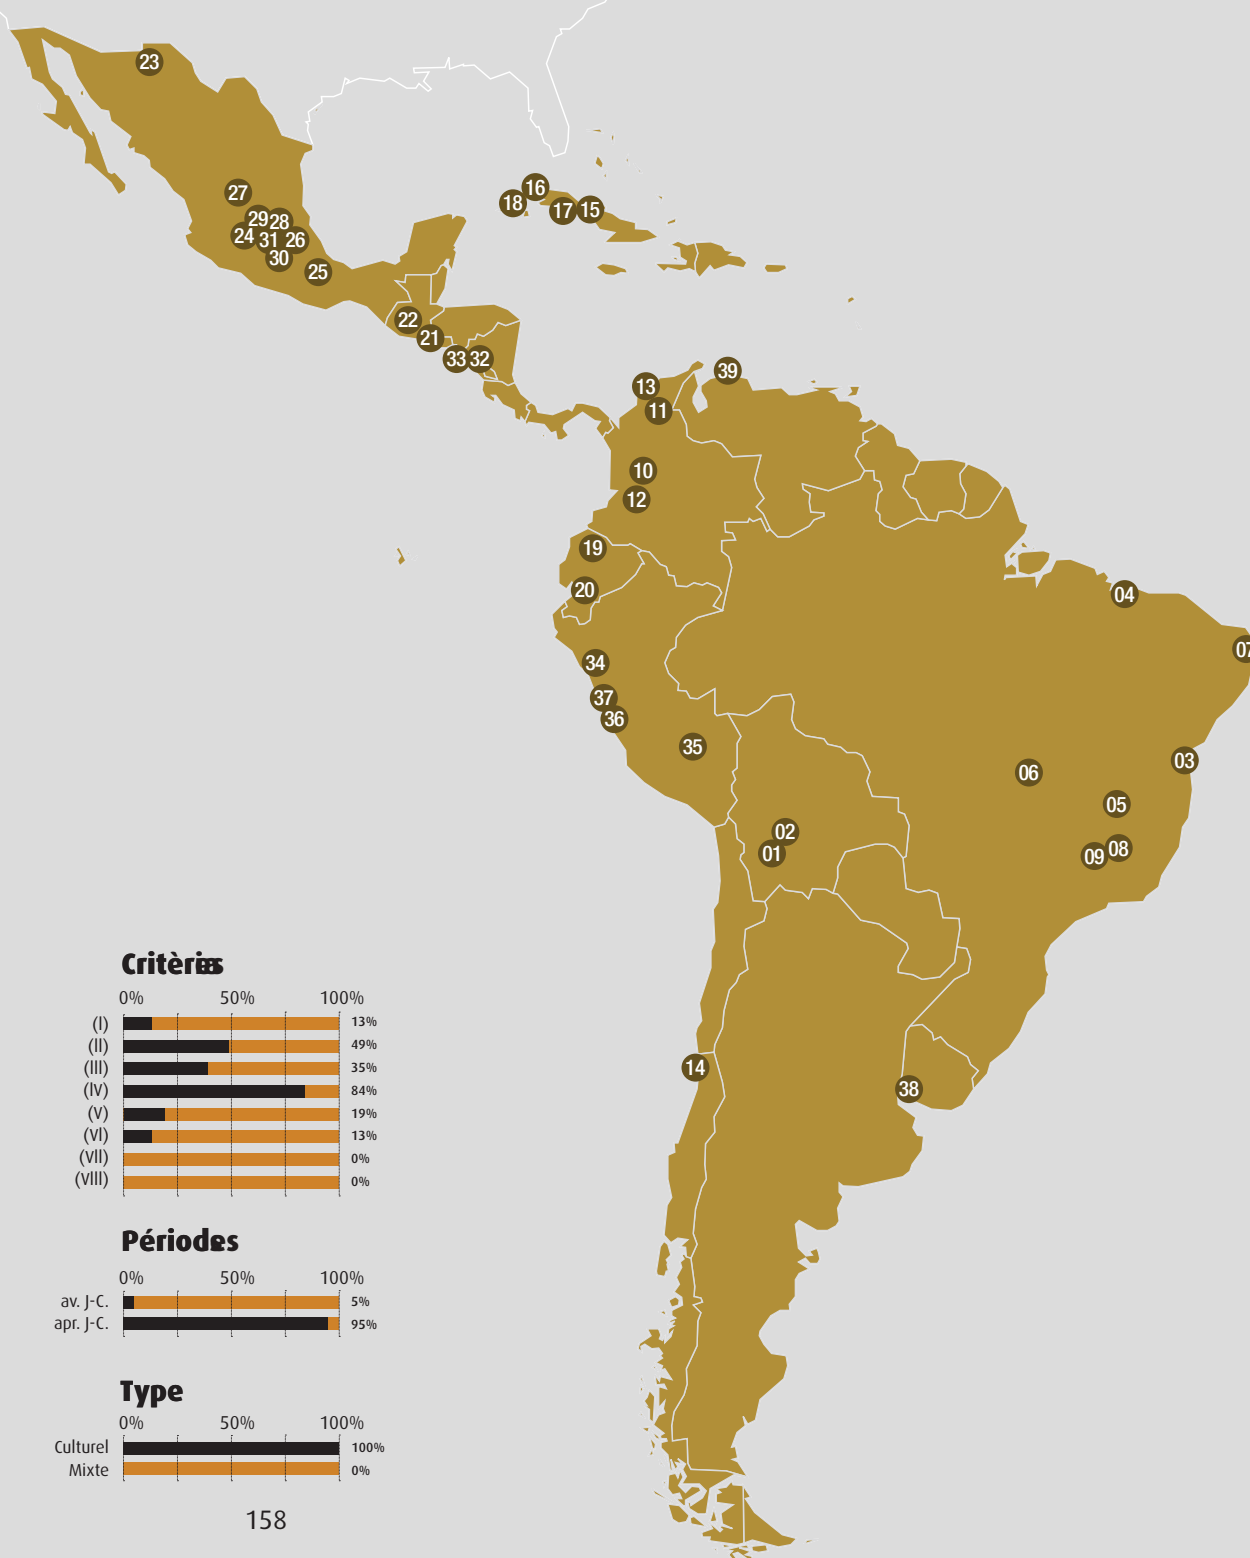 23
27
16
18
17
15
29
28
24
31
26
30
25
22
21
33
32
39
13
11
10
12
19
20
04
07
34
37
36
35
03
06
05
02
01
08
09
14
38
Critères
0% 50% 100%
(I) 13%
(II) 49%
(III) 35%
(IV) 84%
(V) 19%
(VI) 13%
(VII) 0%
(VIII) 0%
Périodes
0% 50% 100%
av. J-C. 5%
apr. J-C. 95%
Type
0% 50% 100%
Culturel 100%
Mixte 0%
158